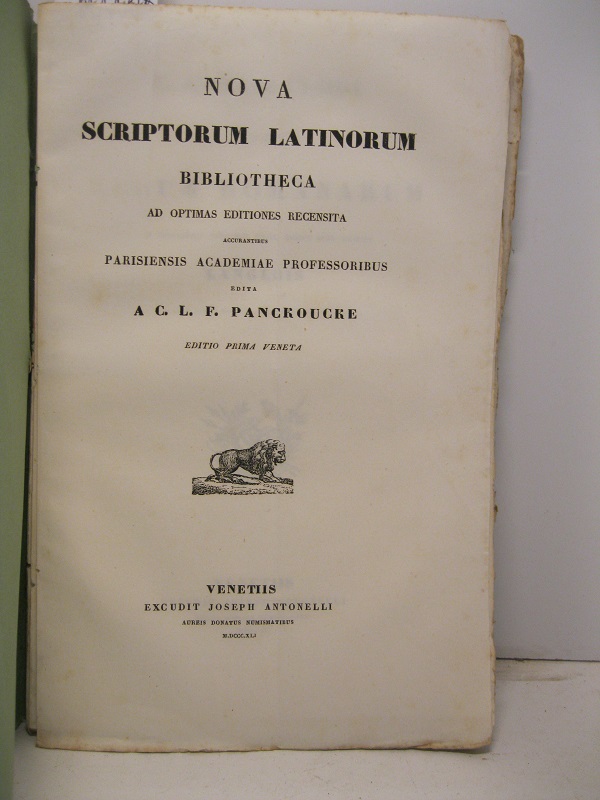 NOVA
SCRIPTORUM LATINORUM
BIBLIOTHECA
AD OPTIMAS EDITIONES RECENSITA
ACCURANTIBUS
PARISIENSIS ACADEMIAE PROFESSORIBUS
EDITA
A C. L. F. PANCKOUCKE
EDITIO PRIMA VENETA
VENETIIS
EXCUDIT JOSEPH ANTONELLI
AUREIS DONATUS NUMISMATIBUS